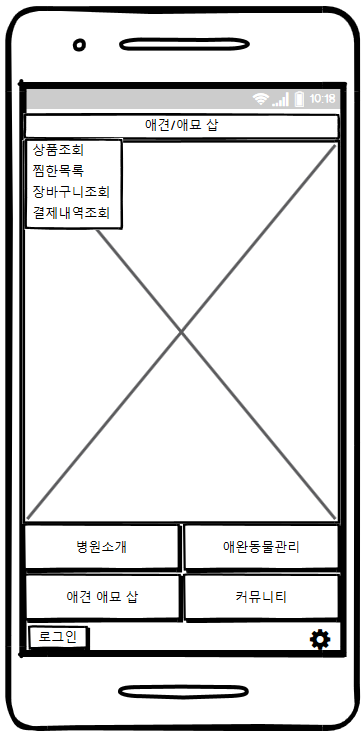 10:18
애견/애묘 삽
상품조회
찜한목록
장바구니조회
결제내역조회
병원소개
애완동물관리
애견 애묘 삽
커뮤니티
로그인